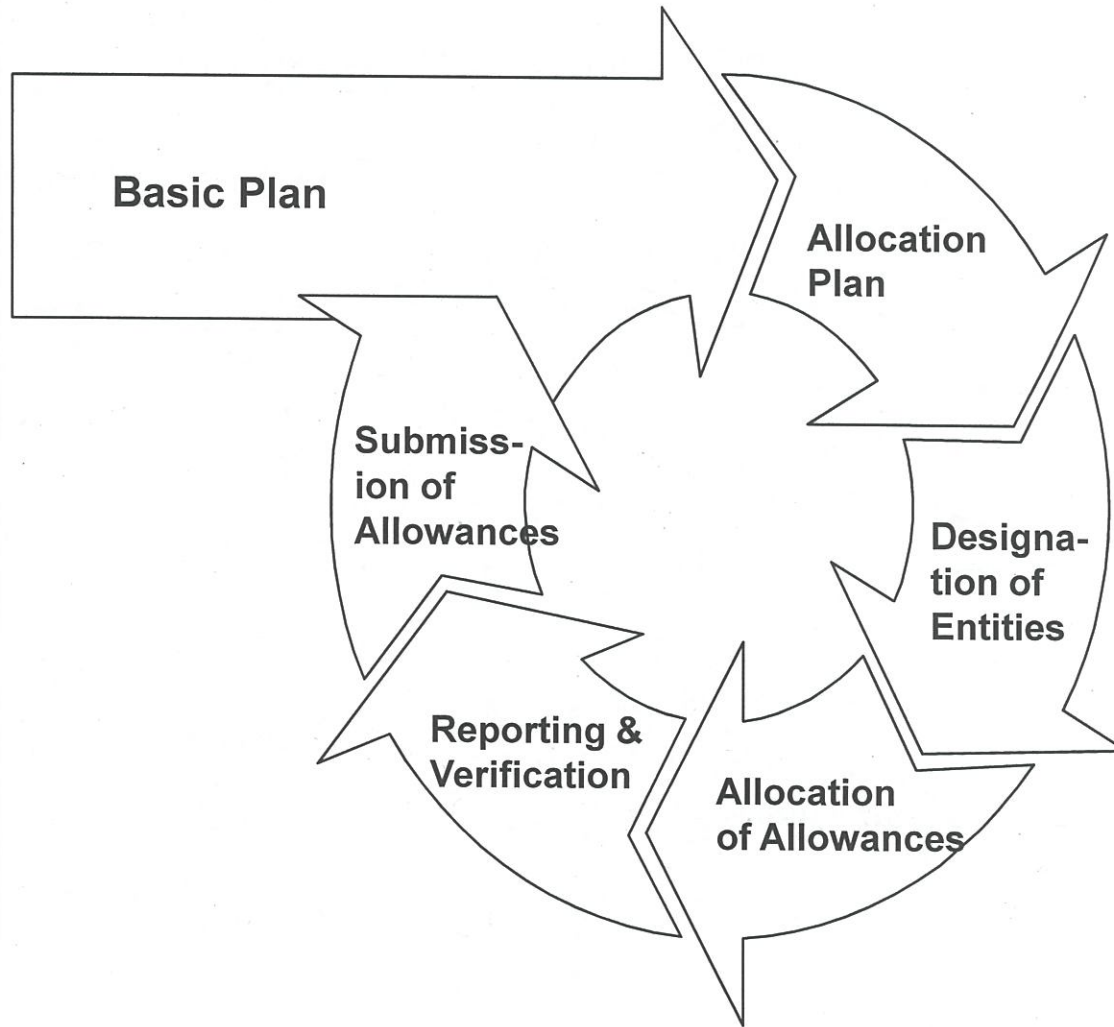 Basic Plan
Allocation
Plan
Designa-
tion of
Entities
Allocation
of Allowances
Reporting &
Verification
Submiss-
ion of
Allowances